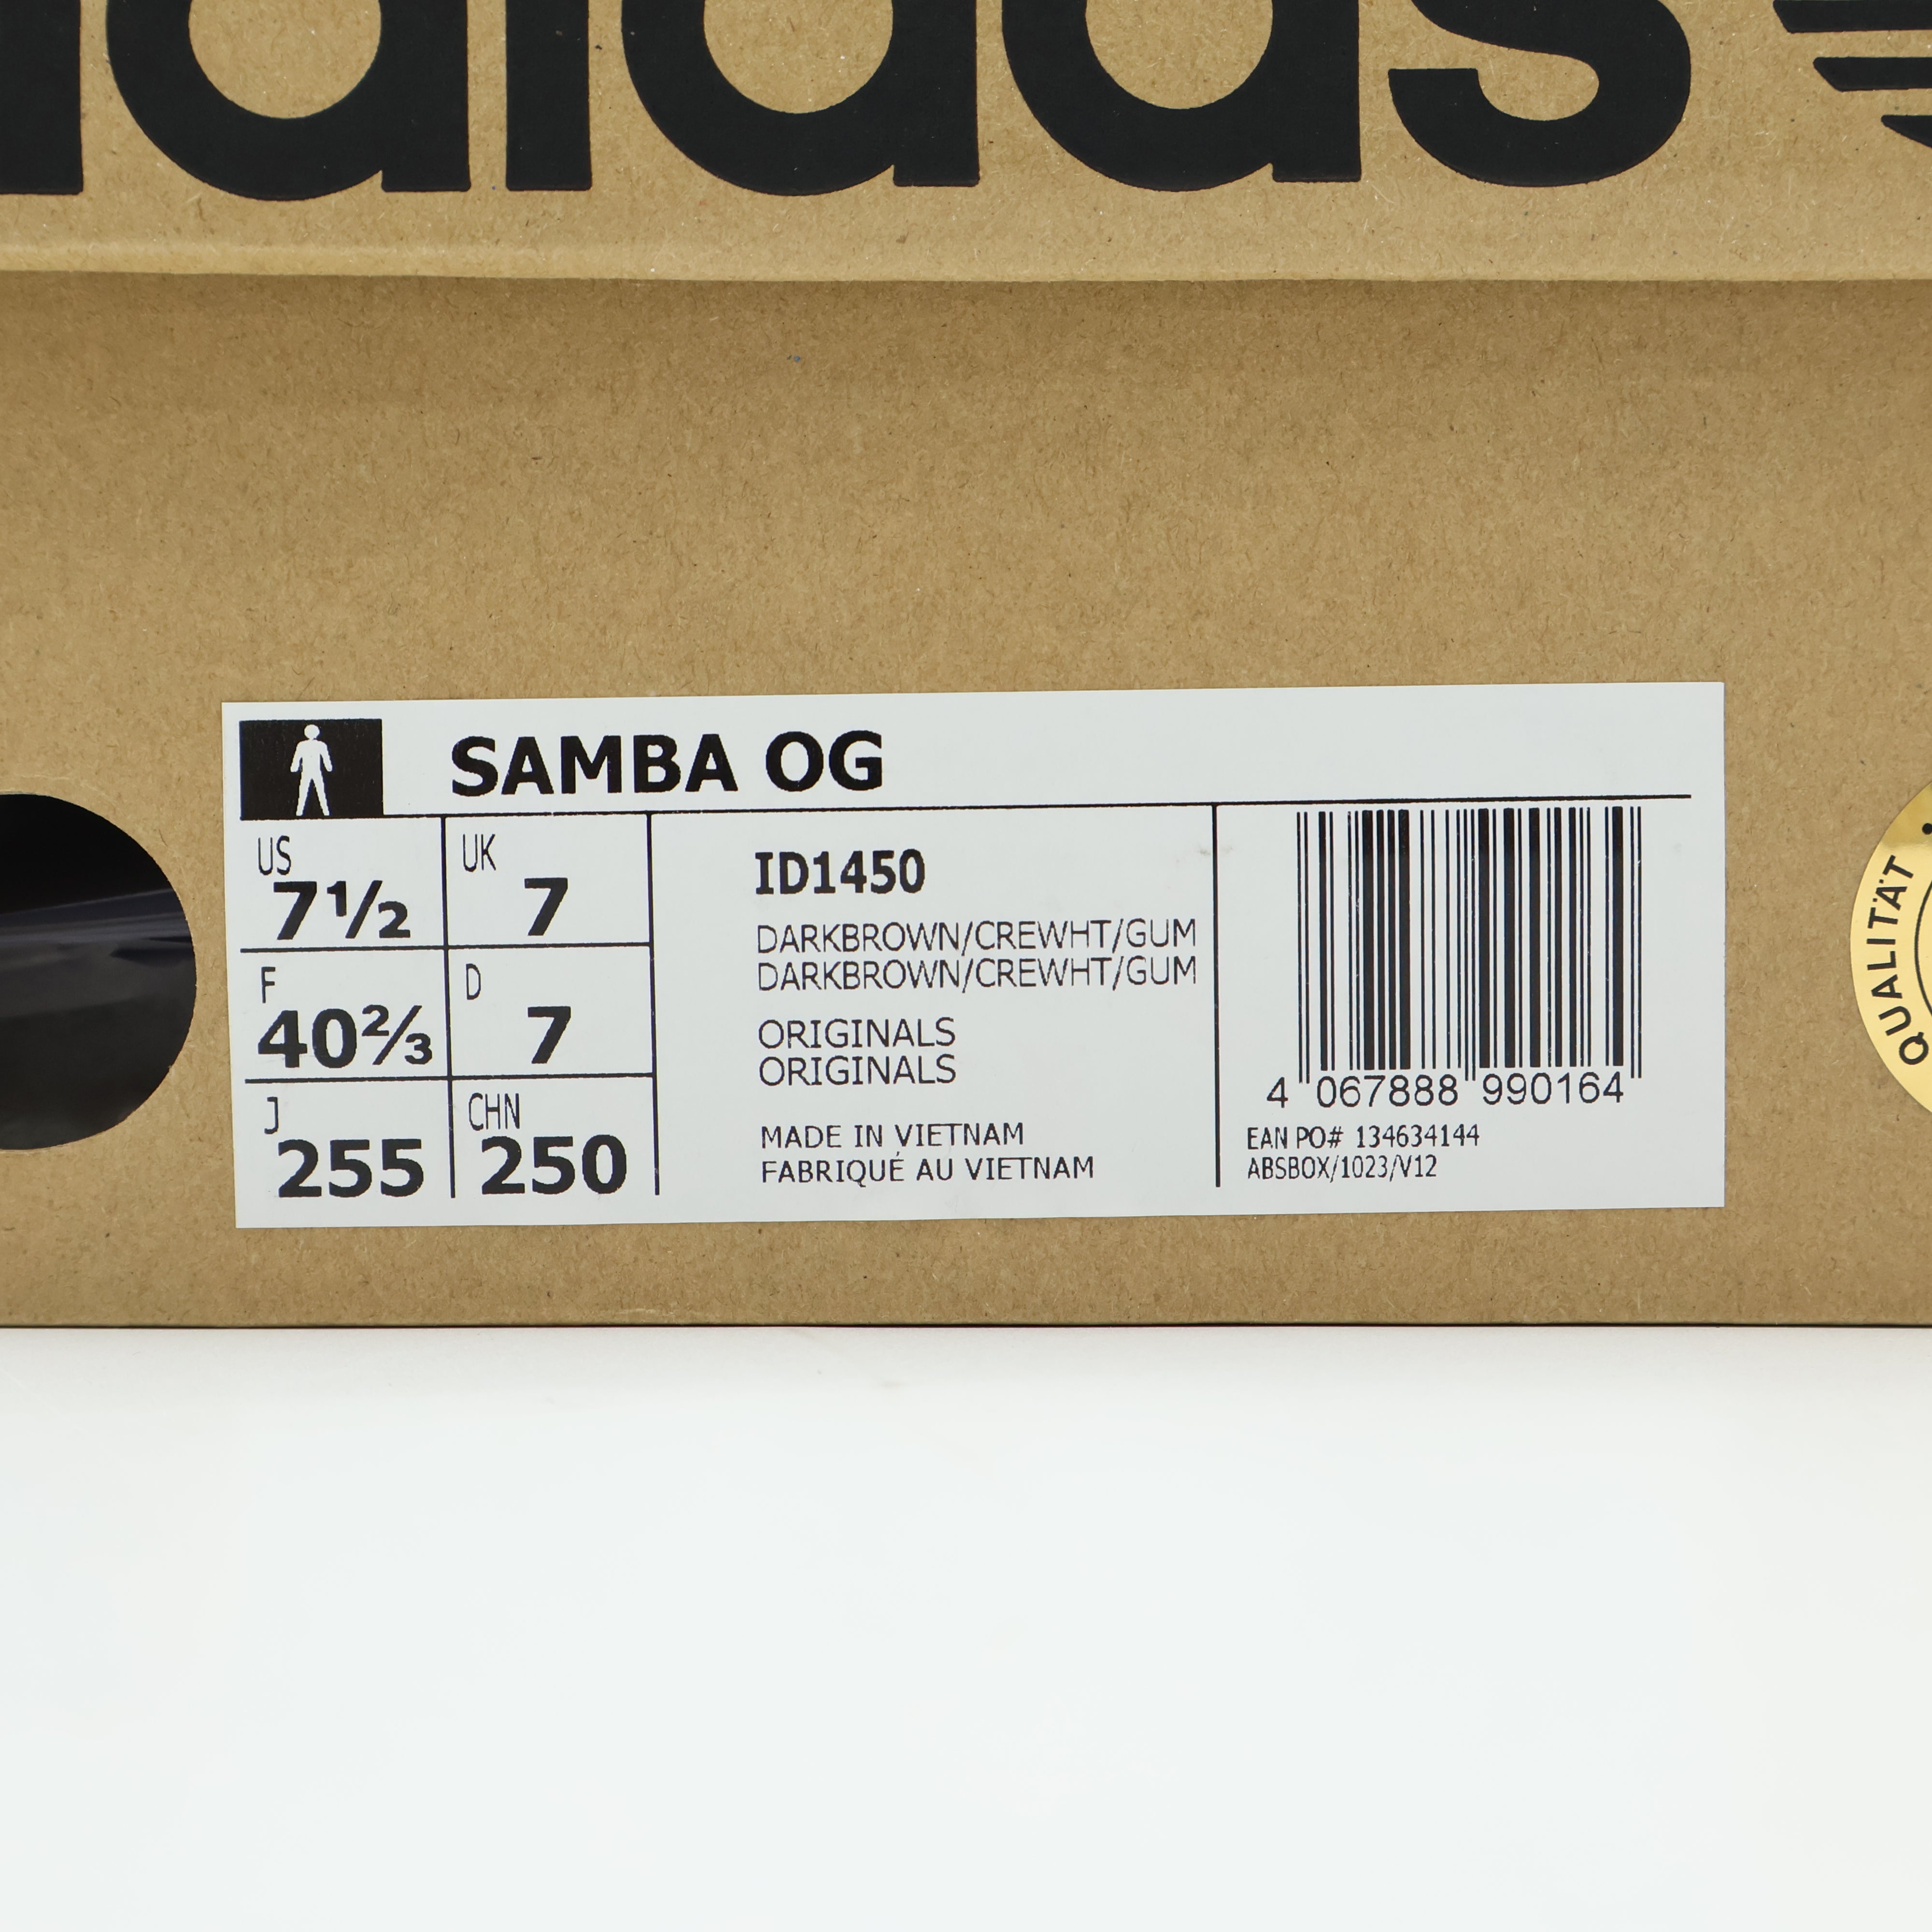 adidas
SAMBA OG
US 7½ UK 7
F 40⅔ D 7
J 255 CHN 250
ID1450
DARKBROWN/CREWHT/GUM
DARKBROWN/CREWHT/GUM
ORIGINALS
ORIGINALS
MADE IN VIETNAM
FABRIQUÉ AU VIETNAM
4 067888 990164
EAN PO# 134634144
ABSBOX/1023/V12
QUALITÄT